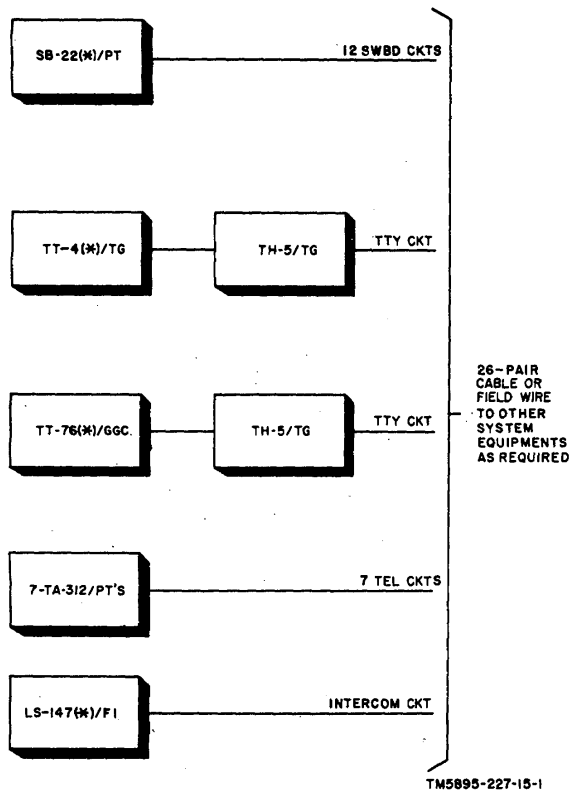 SB-22(*)/PT
12 SWBD CKTS
TT-4(*)/TG
TH-5/TG
TTY CKT
TT-76(*)/GGC
TH-5/TG
TTY CKT
26-PAIR
CABLE OR
FIELD WIRE
TO OTHER
SYSTEM
EQUIPMENTS
AS REQUIRED
7-TA-312/PT'S
7 TEL CKTS
LS-147(*)/FI
INTERCOM CKT
TM5895-227-15-1